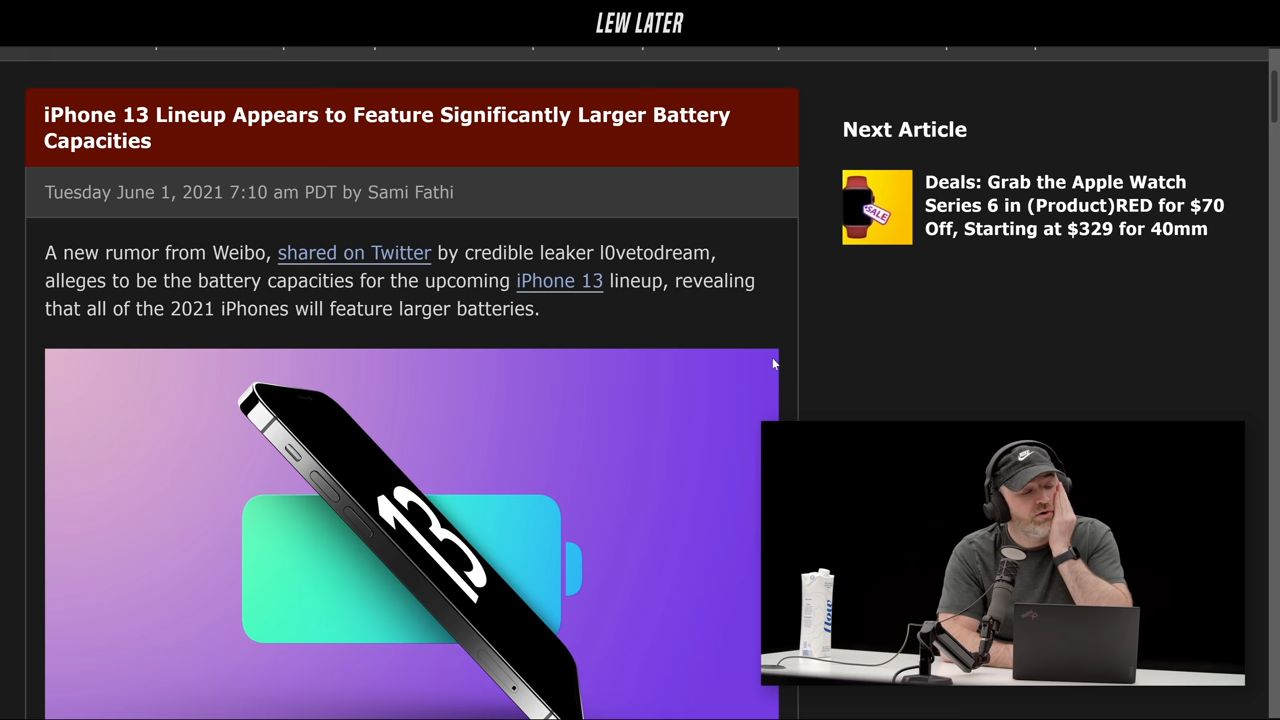 LEW LATER
iPhone 13 Lineup Appears to Feature Significantly Larger Battery
Capacities
Tuesday June 1, 2021 7:10 am PDT by Sami Fathi
A new rumor from Weibo, shared on Twitter by credible leaker l0vetodream,
alleges to be the battery capacities for the upcoming iPhone 13 lineup, revealing
that all of the 2021 iPhones will feature larger batteries.
13
Next Article
SALE
Deals: Grab the Apple Watch
Series 6 in (Product)RED for $70
Off, Starting at $329 for 40mm
flow